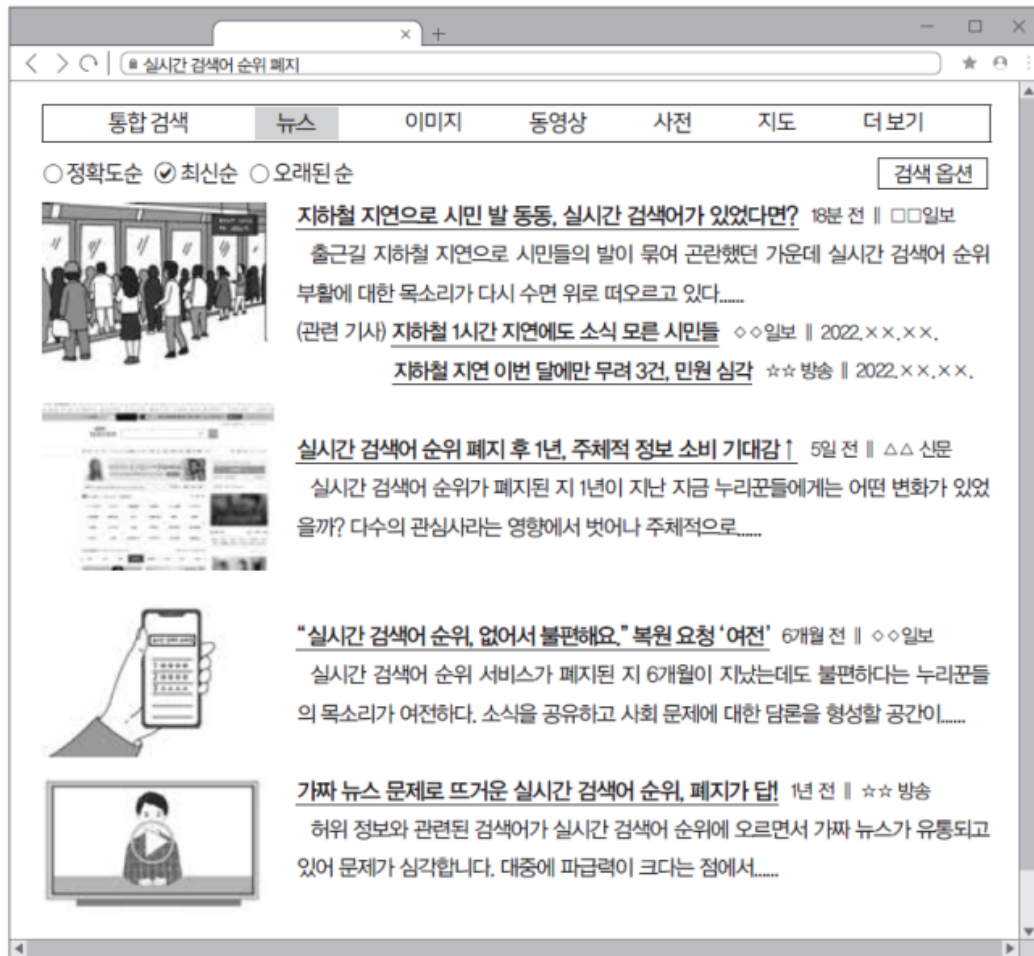 실시간 검색어 순위 폐지
통합 검색 뉴스 이미지 동영상 사전 지도 더 보기
정확도순 최신순 오래된 순 검색 옵션
지하철 지연으로 시민 발 동동, 실시간 검색어가 있었다면? 18분 전 ∥ □□일보
출근길 지하철 지연으로 시민들의 발이 묶여 곤란했던 가운데 실시간 검색어 순위
부활에 대한 목소리가 다시 수면 위로 떠오르고 있다......
(관련 기사) 지하철 1시간 지연에도 소식 모른 시민들 ◇◇일보 ∥ 2022.××.××.
지하철 지연 이번 달에만 무려 3건, 민원 심각 ☆☆ 방송 ∥ 2022.××.××.
실시간 검색어 순위 폐지 후 1년, 주체적 정보 소비 기대감↑ 5일 전 ∥ △△ 신문
실시간 검색어 순위가 폐지된 지 1년이 지난 지금 누리꾼들에게는 어떤 변화가 있었
을까? 다수의 관심사라는 영향에서 벗어나 주체적으로......
“실시간 검색어 순위, 없어서 불편해요.” 복원 요청 ‘여전’ 6개월 전 ∥ ◇◇일보
실시간 검색어 순위 서비스가 폐지된 지 6개월이 지났는데도 불편하다는 누리꾼들
의 목소리가 여전하다. 소식을 공유하고 사회 문제에 대한 담론을 형성할 공간이......
가짜 뉴스 문제로 뜨거운 실시간 검색어 순위, 폐지가 답! 1년 전 ∥ ☆☆ 방송
허위 정보와 관련된 검색어가 실시간 검색어 순위에 오르면서 가짜 뉴스가 유통되고
있어 문제가 심각합니다. 대중에 파급력이 크다는 점에서......